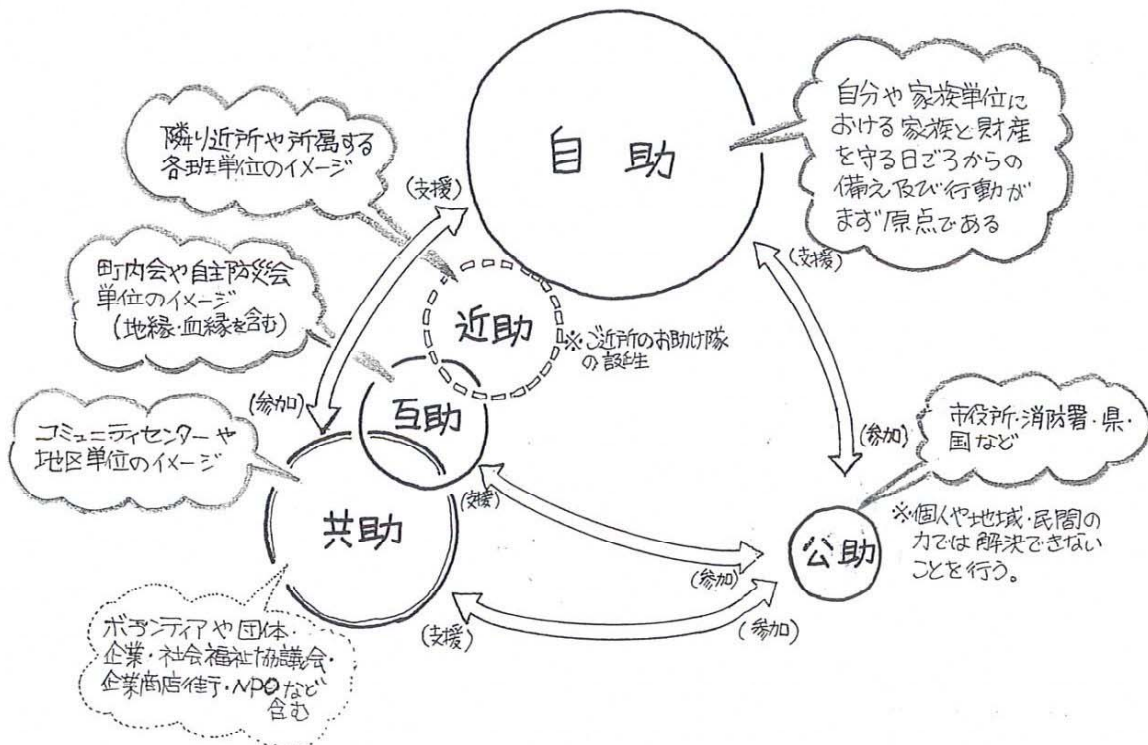 自助
自分や家族単位に
おける家族と財産
を守る日ごろからの
備え及び行動が
まず原点である
隣り近所や所属する
各班単位のイメージ
(支援)
(支援)
町内会や自主防災会
単位のイメージ
(地縁・血縁を含む)
近助
※ご近所のお助け隊
の誕生
互助
(参加)
コミュニティセンターや
地区単位のイメージ
共助
(支援)
(参加)
市役所・消防署・県・
国など
公助
※個人や地域・民間の
力では解決できない
ことを行う。
(参加)
(支援)
(参加)
ボランティアや団体・
企業・社会福祉協議会・
企業商店街・NPOなど
含む